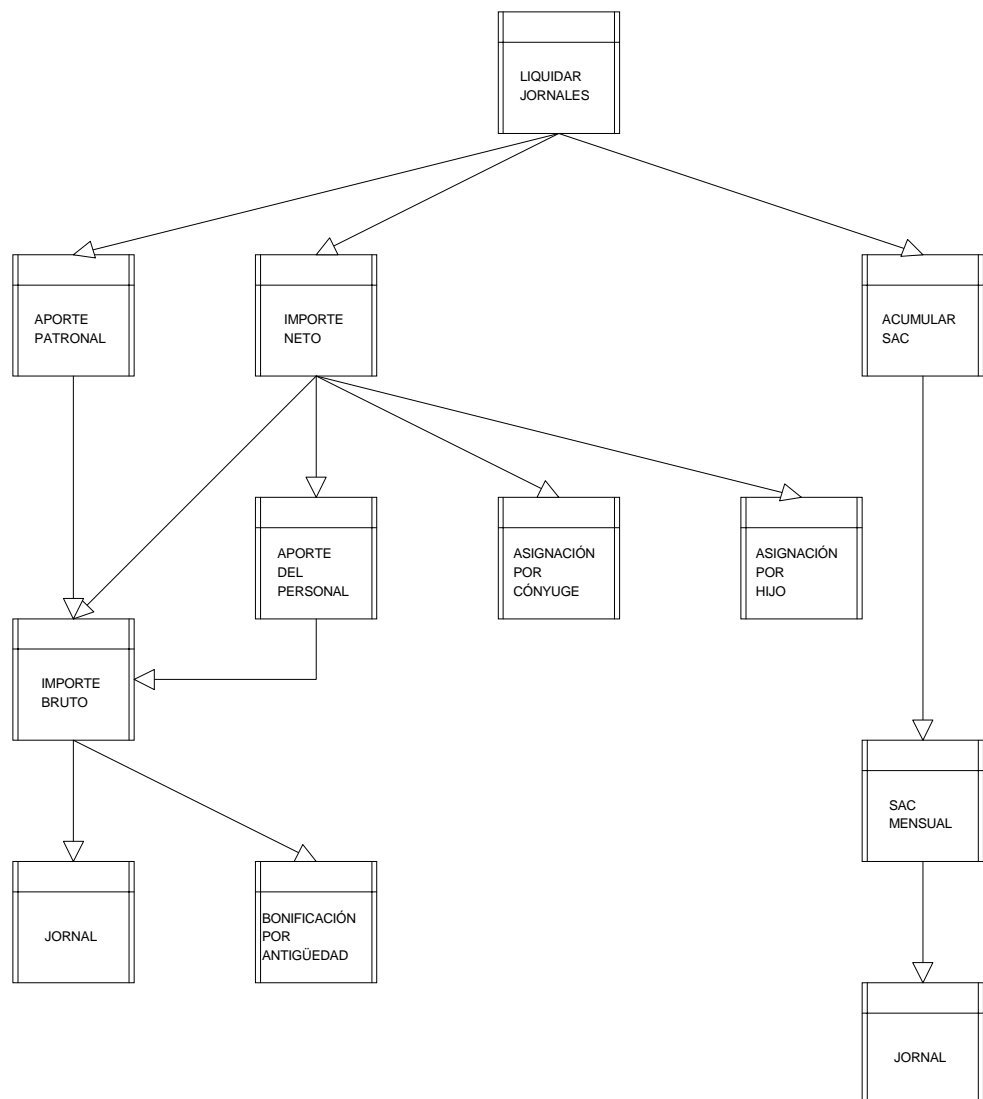 LIQUIDAR
JORNALES
APORTE
PATRONAL
IMPORTE
NETO
ACUMULAR
SAC
APORTE
DEL
PERSONAL
ASIGNACIÓN
POR
CÓNYUGE
ASIGNACIÓN
POR
HIJO
IMPORTE
BRUTO
SAC
MENSUAL
JORNAL
BONIFICACIÓN
POR
ANTIGÜEDAD
JORNAL